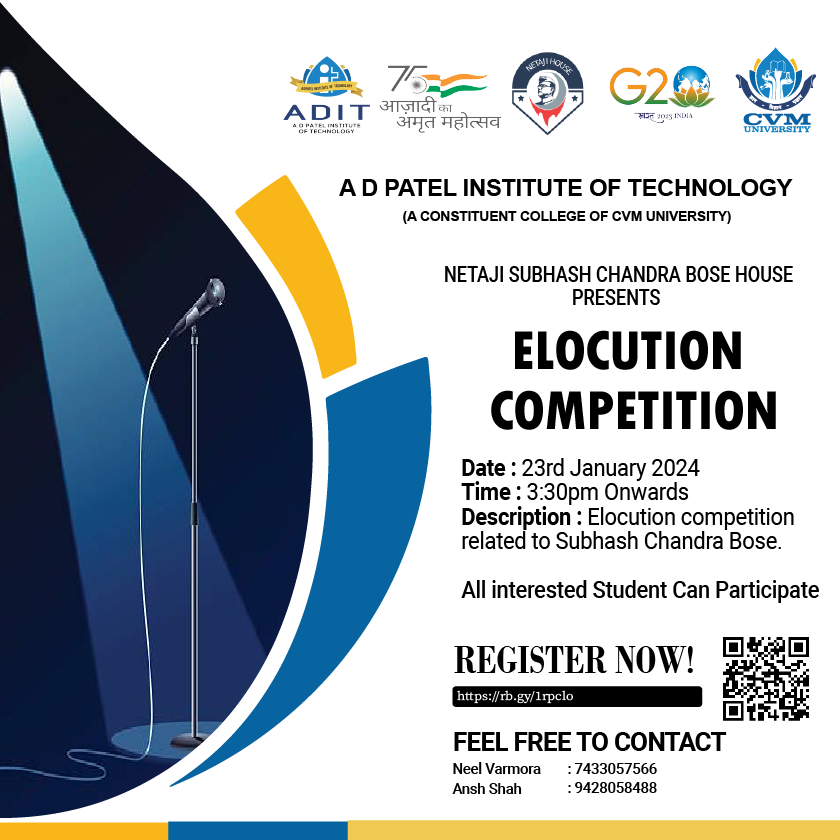 ADIT
A D PATEL INSTITUTE
OF TECHNOLOGY
75
आज़ादी का
अमृत महोत्सव
NETAJI HOUSE
G20
भारत 2023 INDIA
CVM
UNIVERSITY
A D PATEL INSTITUTE OF TECHNOLOGY
(A CONSTITUENT COLLEGE OF CVM UNIVERSITY)
NETAJI SUBHASH CHANDRA BOSE HOUSE
PRESENTS
ELOCUTION
COMPETITION
Date : 23rd January 2024
Time : 3:30pm Onwards
Description : Elocution competition
related to Subhash Chandra Bose.
All interested Student Can Participate
REGISTER NOW!
https://rb.gy/1rpclo
FEEL FREE TO CONTACT
Neel Varmora : 7433057566
Ansh Shah : 9428058488